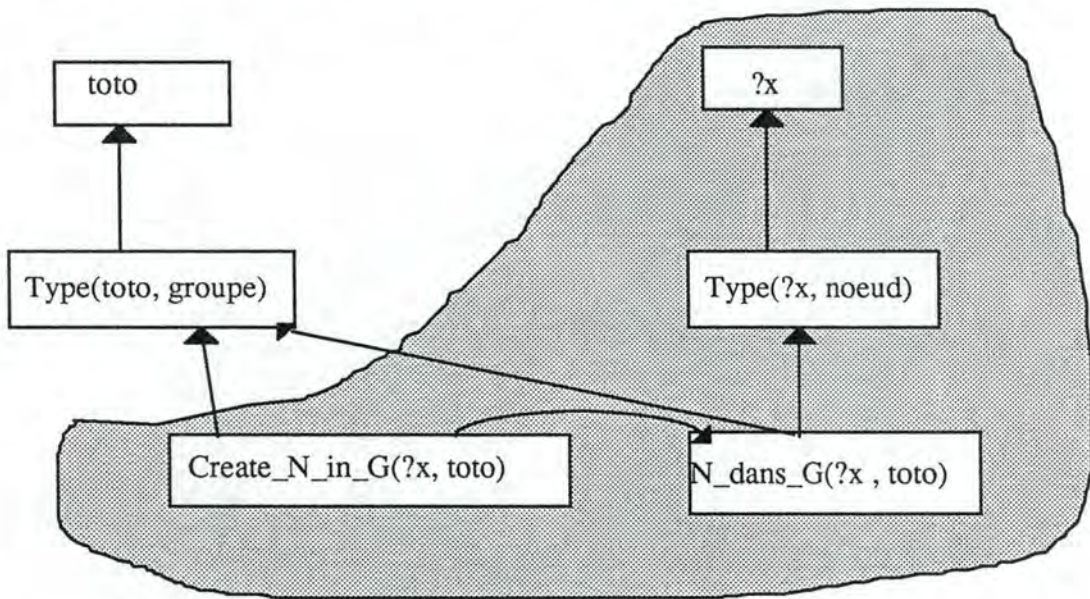 toto
?x
Type(toto, groupe)
Type(?x, noeud)
Create_N_in_G(?x, toto)
N_dans_G(?x , toto)